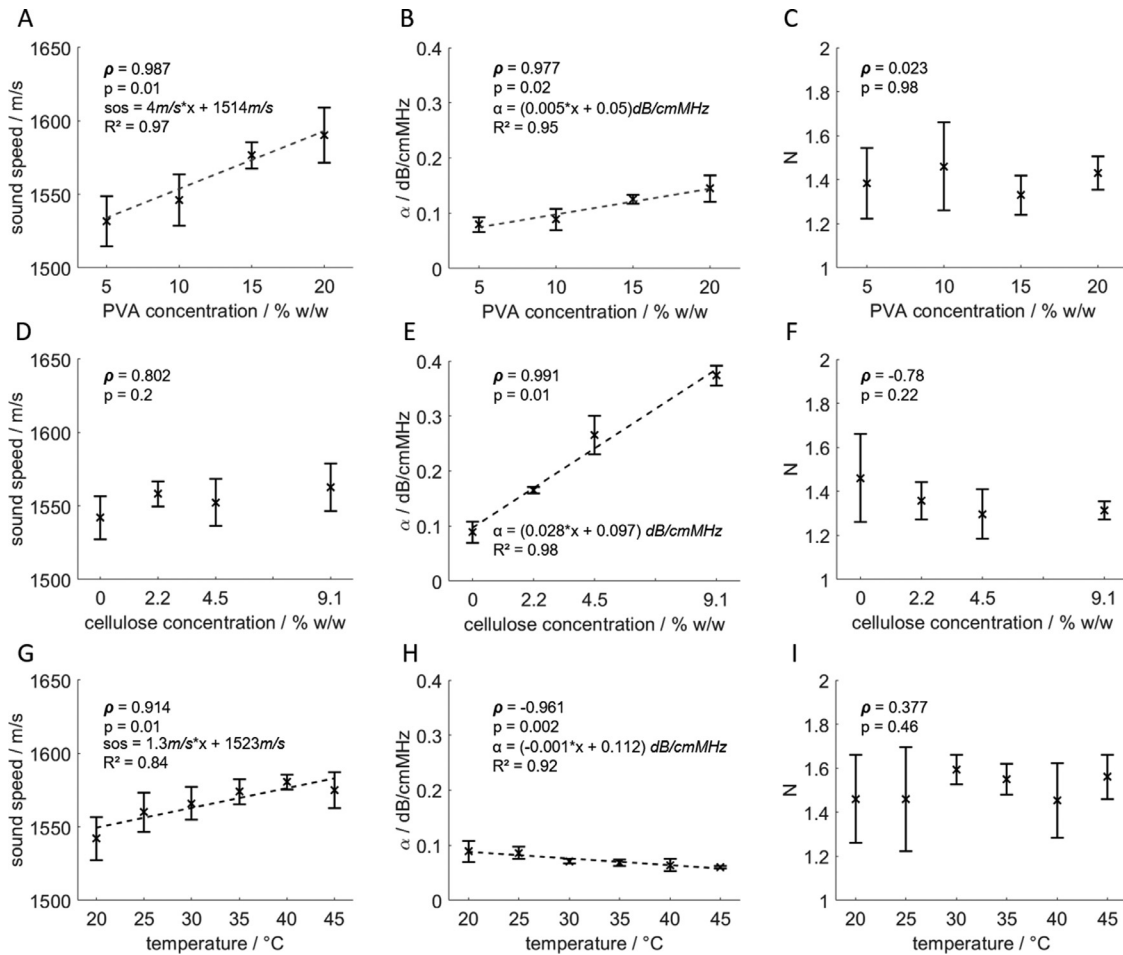 A
1650
1600
1550
1500
sound speed / m/s
ρ = 0.987
p = 0.01
sos = 4m/s*x + 1514m/s
R² = 0.97
5 10 15 20
PVA concentration / % w/w
B
0.4
0.3
0.2
0.1
0
α / dB/cmMHz
ρ = 0.977
p = 0.02
α = (0.005*x + 0.05)dB/cmMHz
R² = 0.95
5 10 15 20
PVA concentration / % w/w
C
2
1.8
1.6
1.4
1.2
1
N
ρ = 0.023
p = 0.98
5 10 15 20
PVA concentration / % w/w
D
1650
1600
1550
1500
sound speed / m/s
ρ = 0.802
p = 0.2
0 2.2 4.5 9.1
cellulose concentration / % w/w
E
0.4
0.3
0.2
0.1
0
α / dB/cmMHz
ρ = 0.991
p = 0.01
α = (0.028*x + 0.097) dB/cmMHz
R² = 0.98
0 2.2 4.5 9.1
cellulose concentration / % w/w
F
2
1.8
1.6
1.4
1.2
1
N
ρ = -0.78
p = 0.22
0 2.2 4.5 9.1
cellulose concentration / % w/w
G
1650
1600
1550
1500
sound speed / m/s
ρ = 0.914
p = 0.01
sos = 1.3m/s*x + 1523m/s
R² = 0.84
20 25 30 35 40 45
temperature / °C
H
0.4
0.3
0.2
0.1
0
α / dB/cmMHz
ρ = -0.961
p = 0.002
α = (-0.001*x + 0.112) dB/cmMHz
R² = 0.92
20 25 30 35 40 45
temperature / °C
I
2
1.8
1.6
1.4
1.2
1
N
ρ = 0.377
p = 0.46
20 25 30 35 40 45
temperature / °C